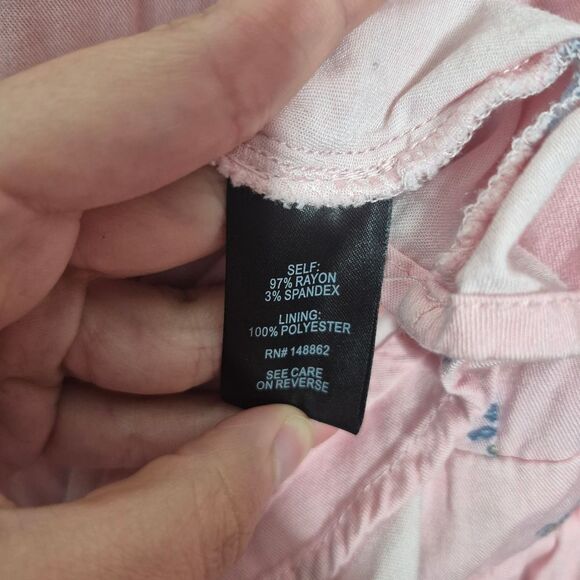 SELF:
97% RAYON
3% SPANDEX
LINING:
100% POLYESTER
RN# 148862
SEE CARE
ON REVERSE